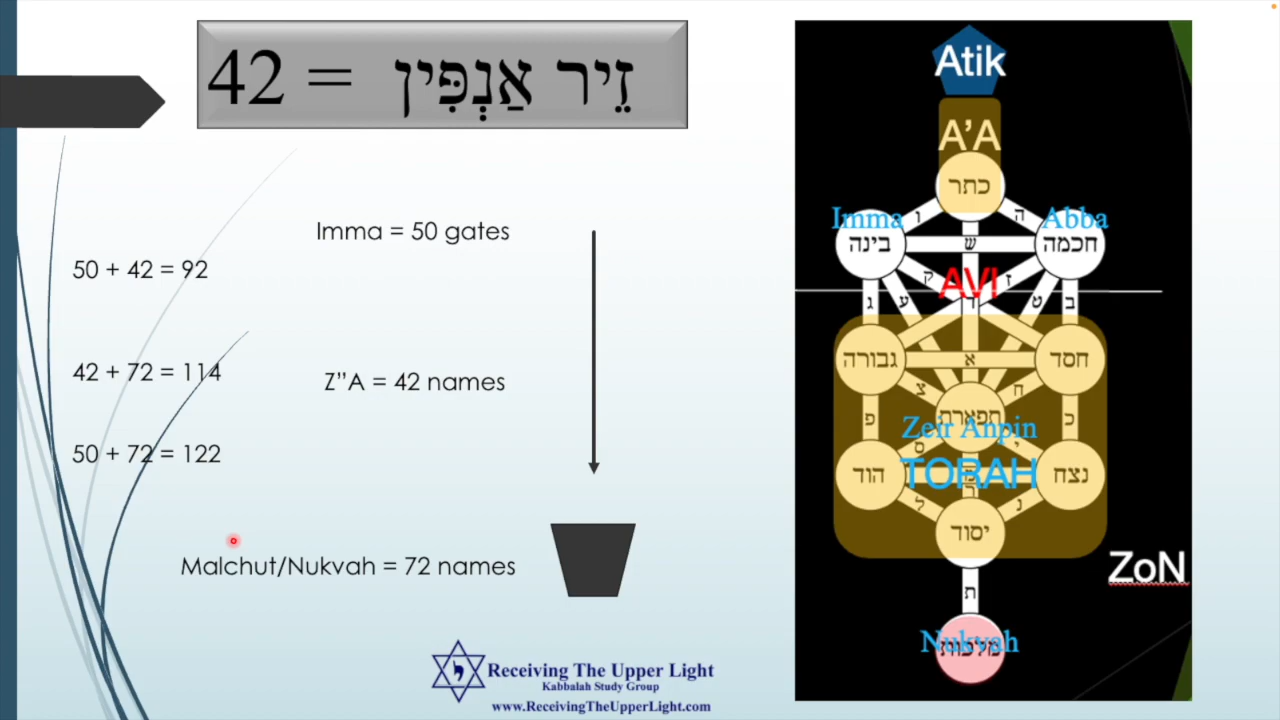 זֵיר אַנְפִּין = 42
Imma = 50 gates
50 + 42 = 92
42 + 72 = 114
Z”A = 42 names
50 + 72 = 122
Malchut/Nukvah = 72 names
Receiving The Upper Light
Kabbalah Study Group
www.ReceivingTheUpperLight.com
Atik
A’A
כתר
ו
ה
Imma
Abba
בינה
ש
חכמה
ק
ז
AVI
ג
ע
ד
ט
ב
גבורה
א
חסד
צ
ח
תפארת
פ
כ
Zeir Anpin
ס
י
הוד
TORAH
נצח
מ
ר
ל
נ
יסוד
ZoN
ת
Nukvah
מלכות